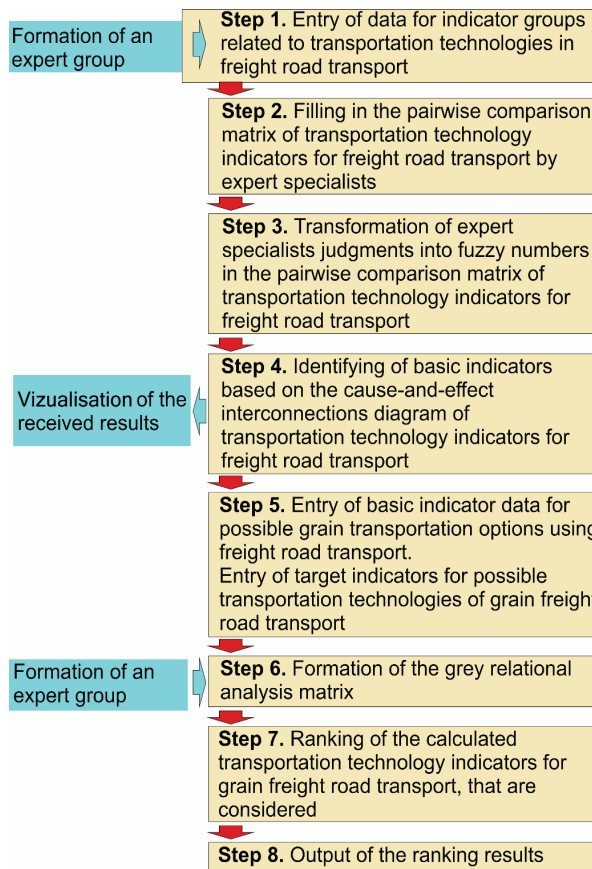 Formation of an
expert group
Step 1. Entry of data for indicator groups
related to transportation technologies in
freight road transport
Step 2. Filling in the pairwise comparison
matrix of transportation technology
indicators for freight road transport by
expert specialists
Step 3. Transformation of expert
specialists judgments into fuzzy numbers
in the pairwise comparison matrix of
transportation technology indicators for
freight road transport
Step 4. Identifying of basic indicators
based on the cause-and-effect
interconnections diagram of
transportation technology indicators for
freight road transport
Vizualisation of the
received results
Step 5. Entry of basic indicator data for
possible grain transportation options using
freight road transport.
Entry of target indicators for possible
transportation technologies of grain freight
road transport
Formation of an
expert group
Step 6. Formation of the grey relational
analysis matrix
Step 7. Ranking of the calculated
transportation technology indicators for
grain freight road transport, that are
considered
Step 8. Output of the ranking results